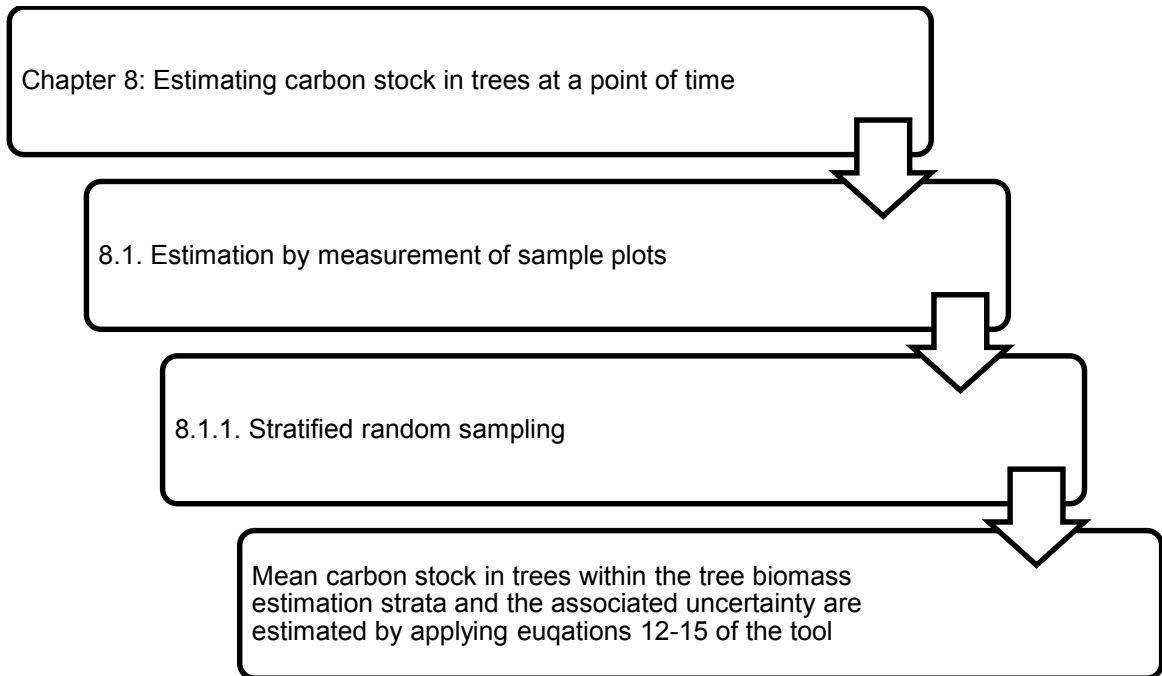 Chapter 8: Estimating carbon stock in trees at a point of time
8.1. Estimation by measurement of sample plots
8.1.1. Stratified random sampling
Mean carbon stock in trees within the tree biomass
estimation strata and the associated uncertainty are
estimated by applying euqations 12-15 of the tool